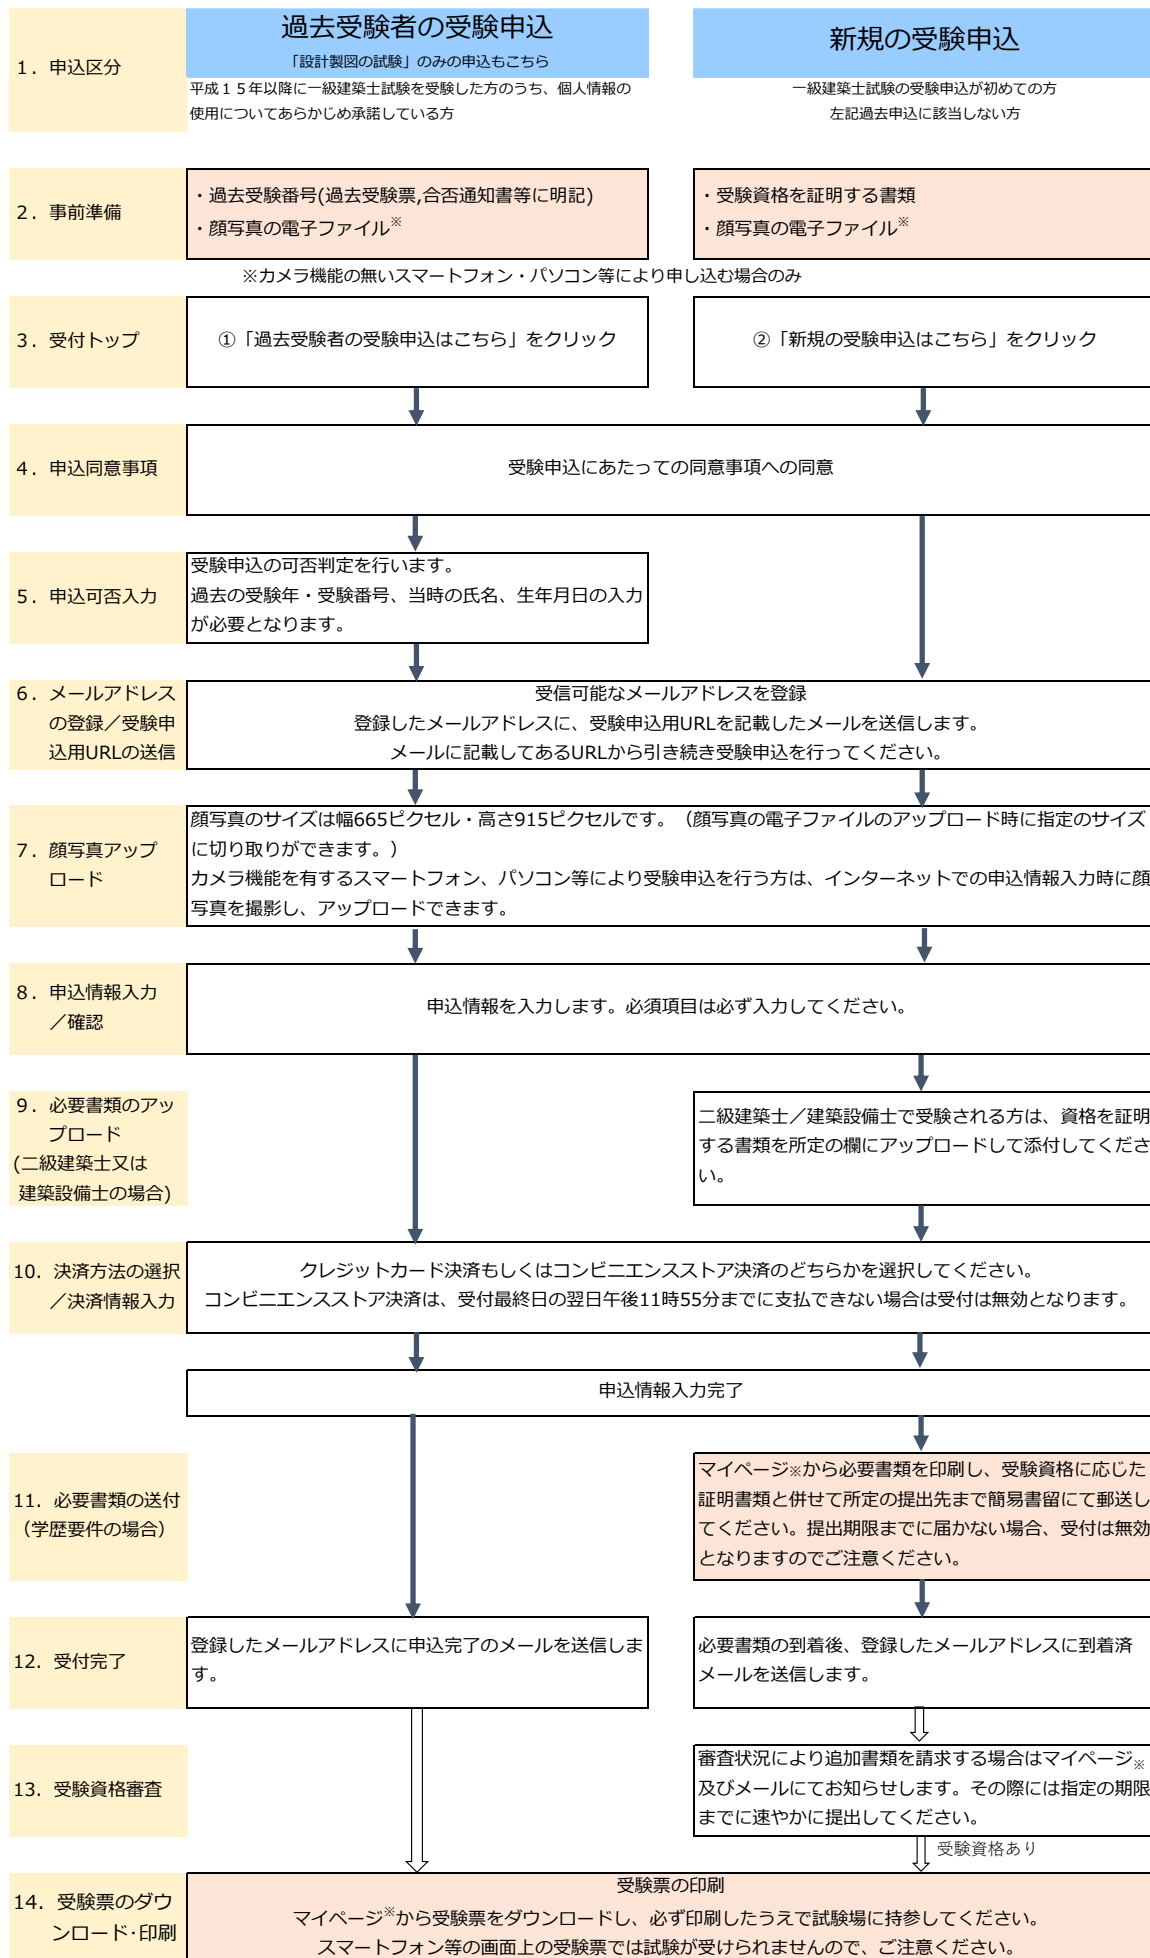 1．申込区分
過去受験者の受験申込
「設計製図の試験」のみの申込もこちら
平成１５年以降に一級建築士試験を受験した方のうち、個人情報の
使用についてあらかじめ承諾している方
新規の受験申込
一級建築士試験の受験申込が初めての方
左記過去申込に該当しない方
2．事前準備
・過去受験番号(過去受験票,合否通知書等に明記)
・顔写真の電子ファイル※
・受験資格を証明する書類
・顔写真の電子ファイル※
※カメラ機能の無いスマートフォン・パソコン等により申し込む場合のみ
3．受付トップ
①「過去受験者の受験申込はこちら」をクリック
②「新規の受験申込はこちら」をクリック
4．申込同意事項
受験申込にあたっての同意事項への同意
5．申込可否入力
受験申込の可否判定を行います。
過去の受験年・受験番号、当時の氏名、生年月日の入力
が必要となります。
6．メールアドレス
の登録／受験申
込用URLの送信
受信可能なメールアドレスを登録
登録したメールアドレスに、受験申込用URLを記載したメールを送信します。
メールに記載してあるURLから引き続き受験申込を行ってください。
7．顔写真アップ
ロード
顔写真のサイズは幅665ピクセル・高さ915ピクセルです。（顔写真の電子ファイルのアップロード時に指定のサイズ
に切り取りができます。）
カメラ機能を有するスマートフォン、パソコン等により受験申込を行う方は、インターネットでの申込情報入力時に顔
写真を撮影し、アップロードできます。
8．申込情報入力
／確認
申込情報を入力します。必須項目は必ず入力してください。
9．必要書類のアッ
プロード
(二級建築士又は
建築設備士の場合)
二級建築士／建築設備士で受験される方は、資格を証明
する書類を所定の欄にアップロードして添付してくださ
い。
10．決済方法の選択
／決済情報入力
クレジットカード決済もしくはコンビニエンスストア決済のどちらかを選択してください。
コンビニエンスストア決済は、受付最終日の翌日午後11時55分までに支払できない場合は受付は無効となります。
申込情報入力完了
11．必要書類の送付
（学歴要件の場合）
マイページ※から必要書類を印刷し、受験資格に応じた
証明書類と併せて所定の提出先まで簡易書留にて郵送し
てください。提出期限までに届かない場合、受付は無効
となりますのでご注意ください。
12．受付完了
登録したメールアドレスに申込完了のメールを送信しま
す。
必要書類の到着後、登録したメールアドレスに到着済
メールを送信します。
13．受験資格審査
審査状況により追加書類を請求する場合はマイページ※
及びメールにてお知らせします。その際には指定の期限
までに速やかに提出してください。
受験資格あり
14．受験票のダウ
ンロード･印刷
受験票の印刷
マイページ※から受験票をダウンロードし、必ず印刷したうえで試験場に持参してください。
スマートフォン等の画面上の受験票では試験が受けられませんので、ご注意ください。